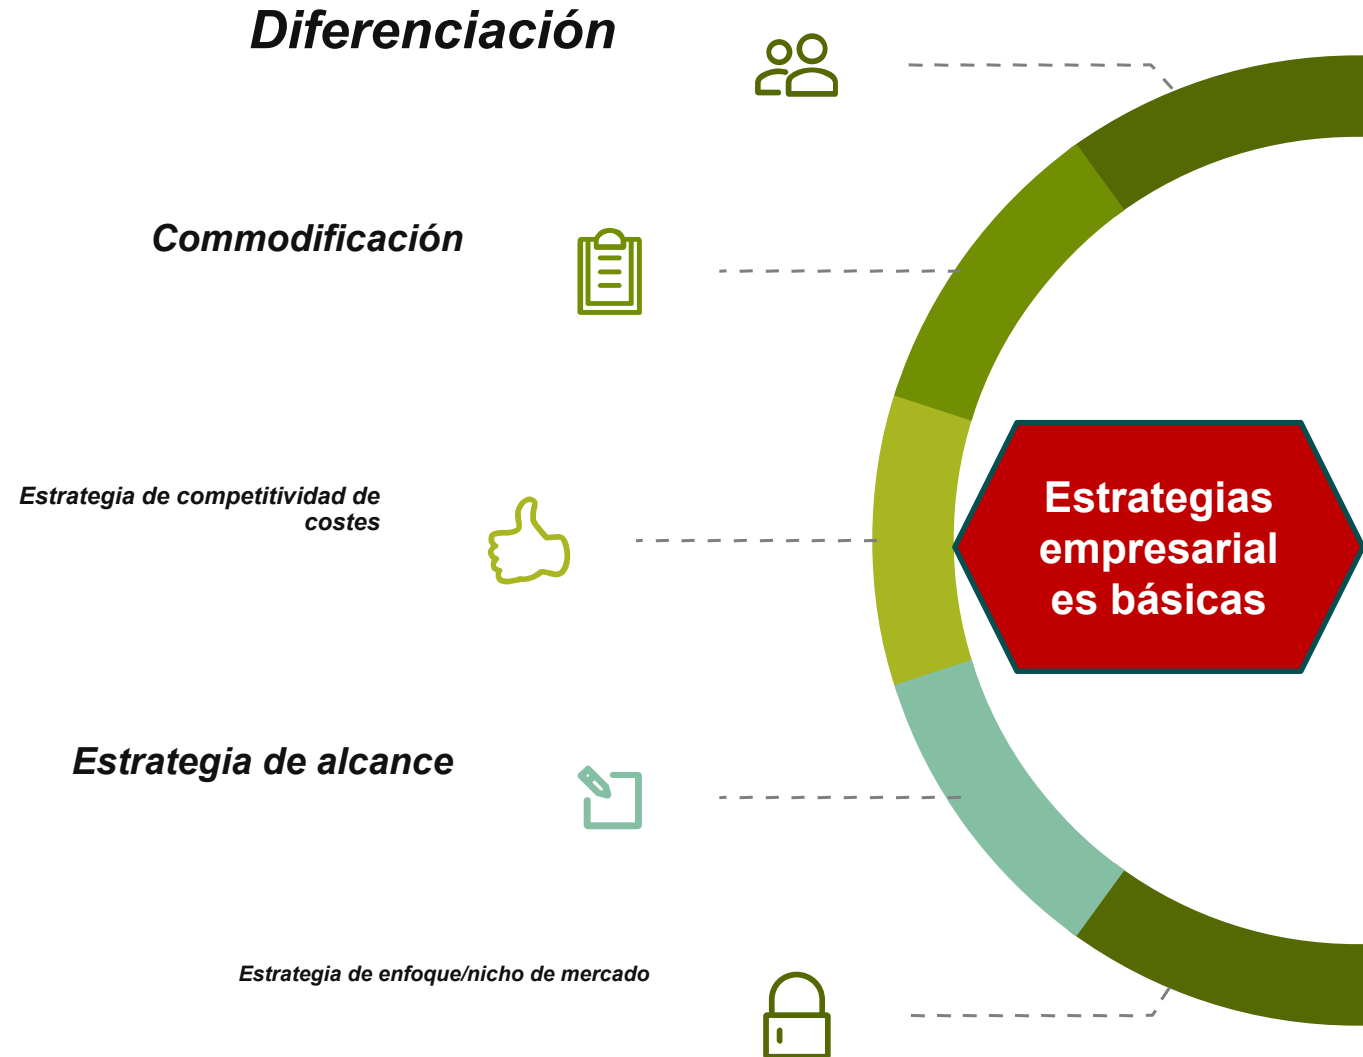 Diferenciación
Commodificación
Estrategia de competitividad de
costes
Estrategias
empresarial
es básicas
Estrategia de alcance
Estrategia de enfoque/nicho de mercado